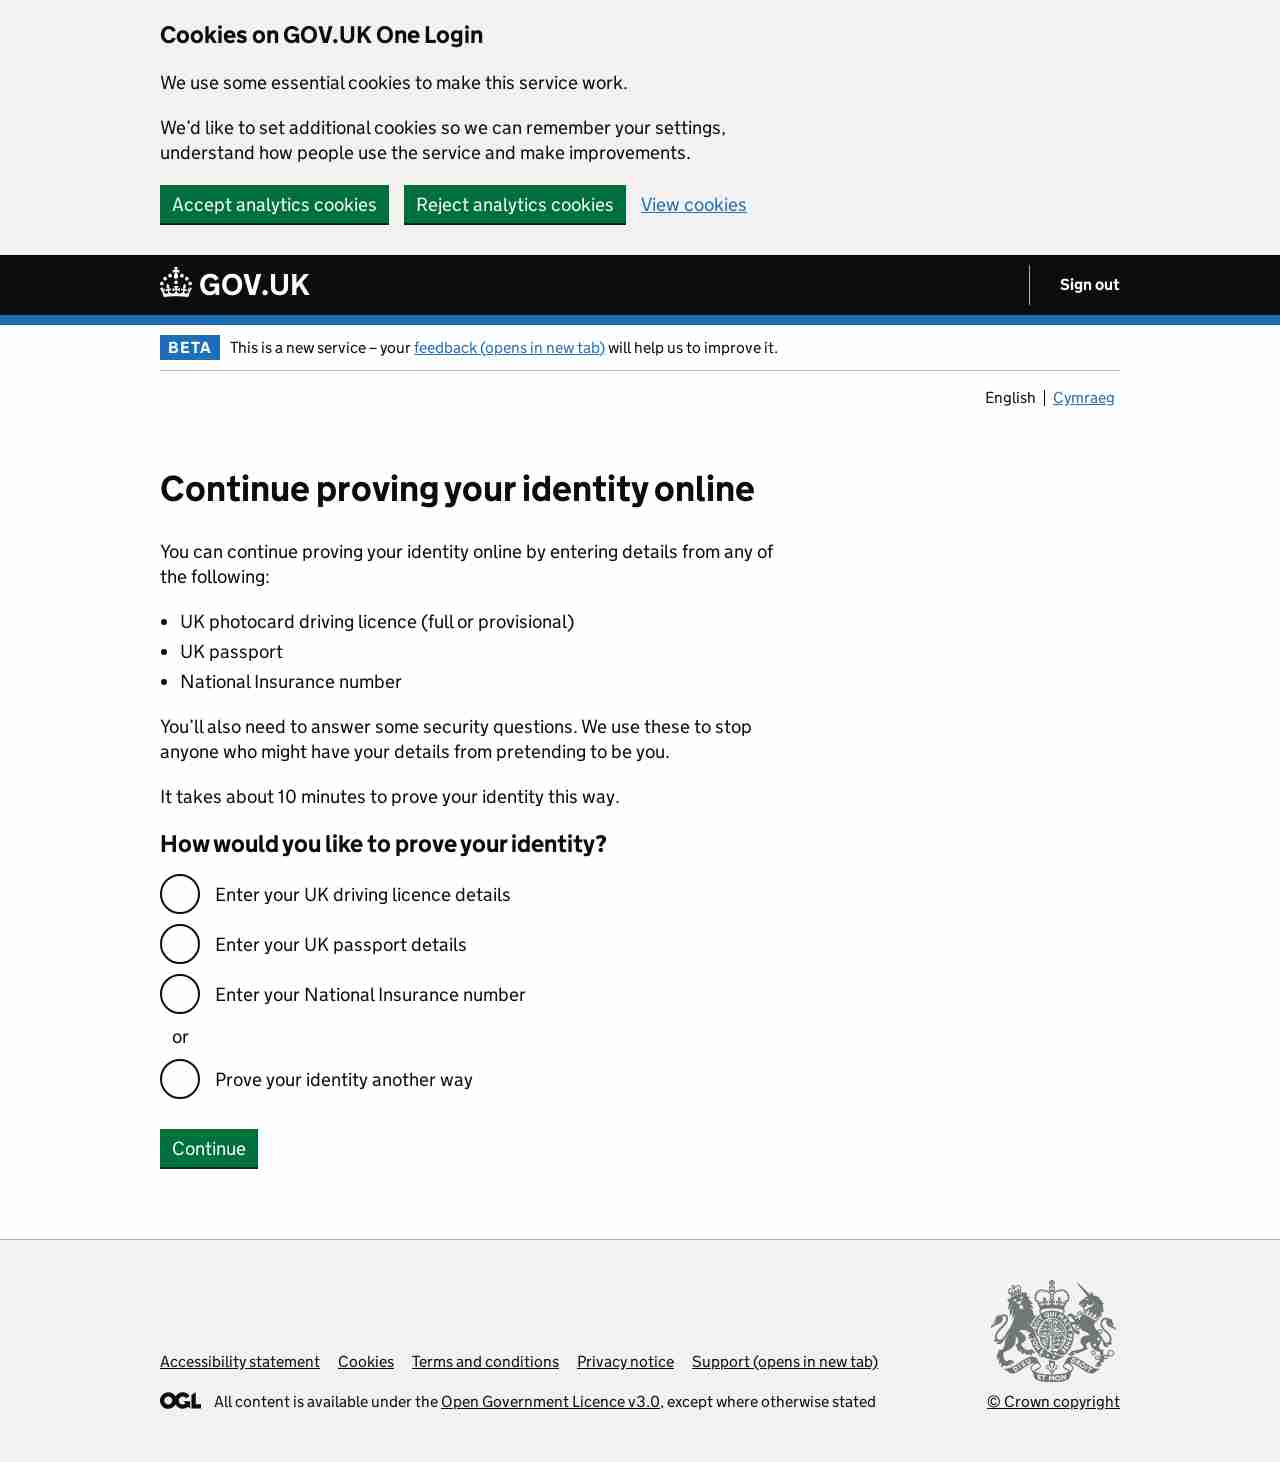 Cookies on GOV.UK One Login
We use some essential cookies to make this service work.
We’d like to set additional cookies so we can remember your settings,
understand how people use the service and make improvements.
Accept analytics cookies Reject analytics cookies View cookies
GOV.UK Sign out
BETA This is a new service – your feedback (opens in new tab) will help us to improve it.
English Cymraeg
Continue proving your identity online
You can continue proving your identity online by entering details from any of
the following:
• UK photocard driving licence (full or provisional)
• UK passport
• National Insurance number
You’ll also need to answer some security questions. We use these to stop
anyone who might have your details from pretending to be you.
It takes about 10 minutes to prove your identity this way.
How would you like to prove your identity?
Enter your UK driving licence details
Enter your UK passport details
Enter your National Insurance number
or
Prove your identity another way
Continue
Accessibility statement Cookies Terms and conditions Privacy notice Support (opens in new tab)
OGL All content is available under the Open Government Licence v3.0, except where otherwise stated
© Crown copyright